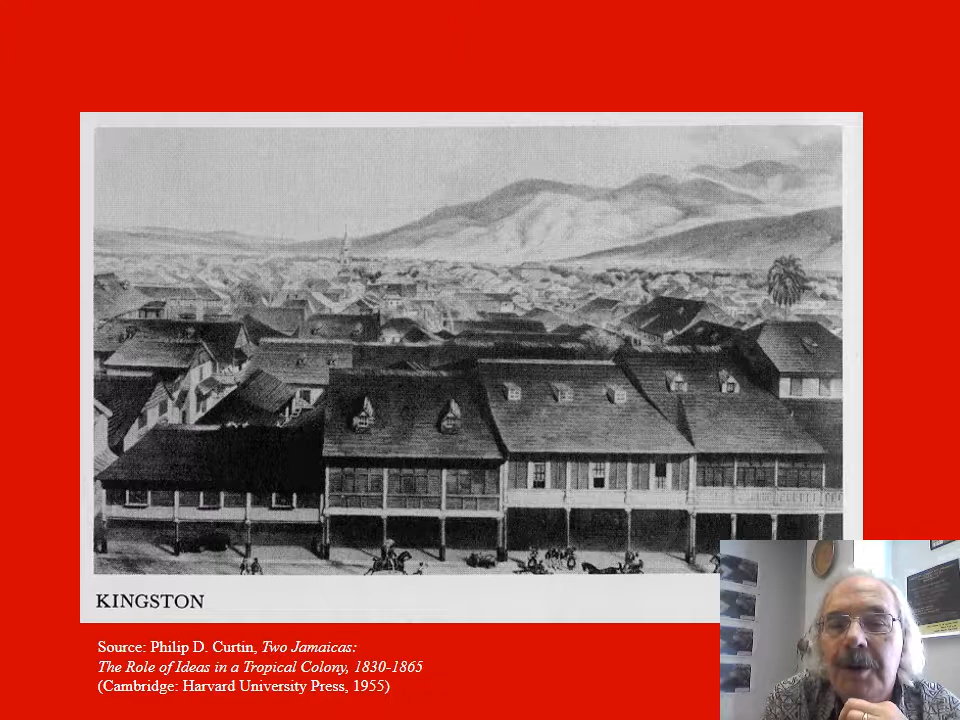 KINGSTON
Source: Philip D. Curtin, Two Jamaicas:
The Role of Ideas in a Tropical Colony, 1830-1865
(Cambridge: Harvard University Press, 1955)